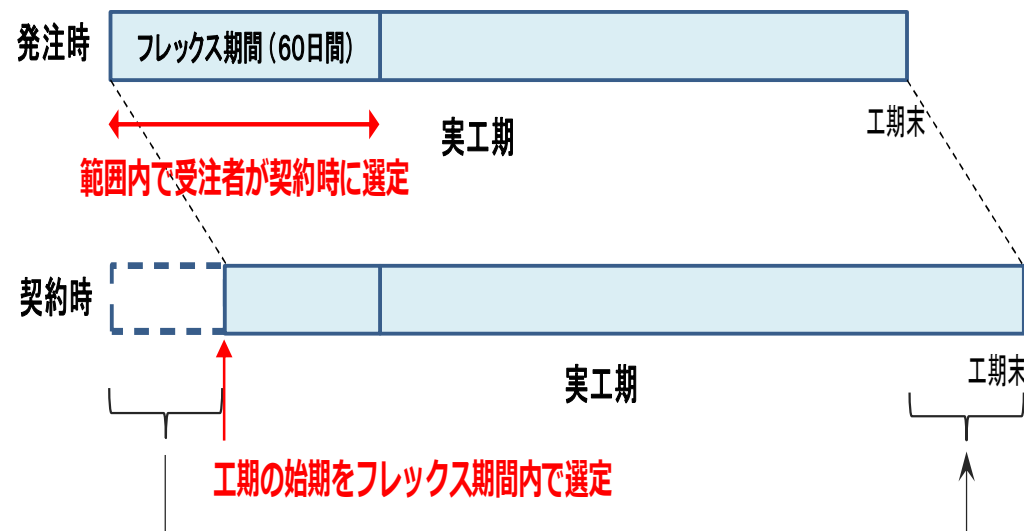 発注時
フレックス期間（60日間）
工期末
実工期
範囲内で受注者が契約時に選定
契約時
工期末
実工期
工期の始期をフレックス期間内で選定